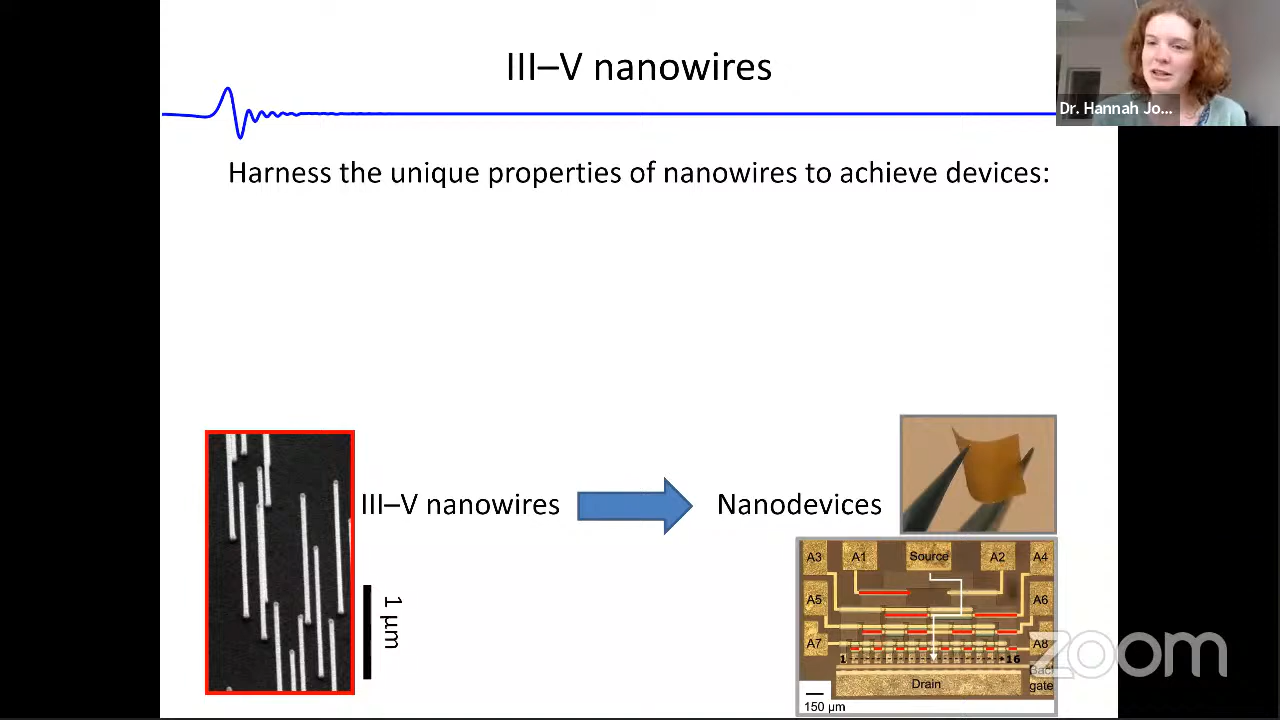 III–V nanowires
Dr. Hannah Jo...
Harness the unique properties of nanowires to achieve devices:
III–V nanowires
Nanodevices
1 µm
A3 A1 Source A2 A4
A5 A6
A7 A8
1 16
Back
gate
Drain
150 µm
zoom